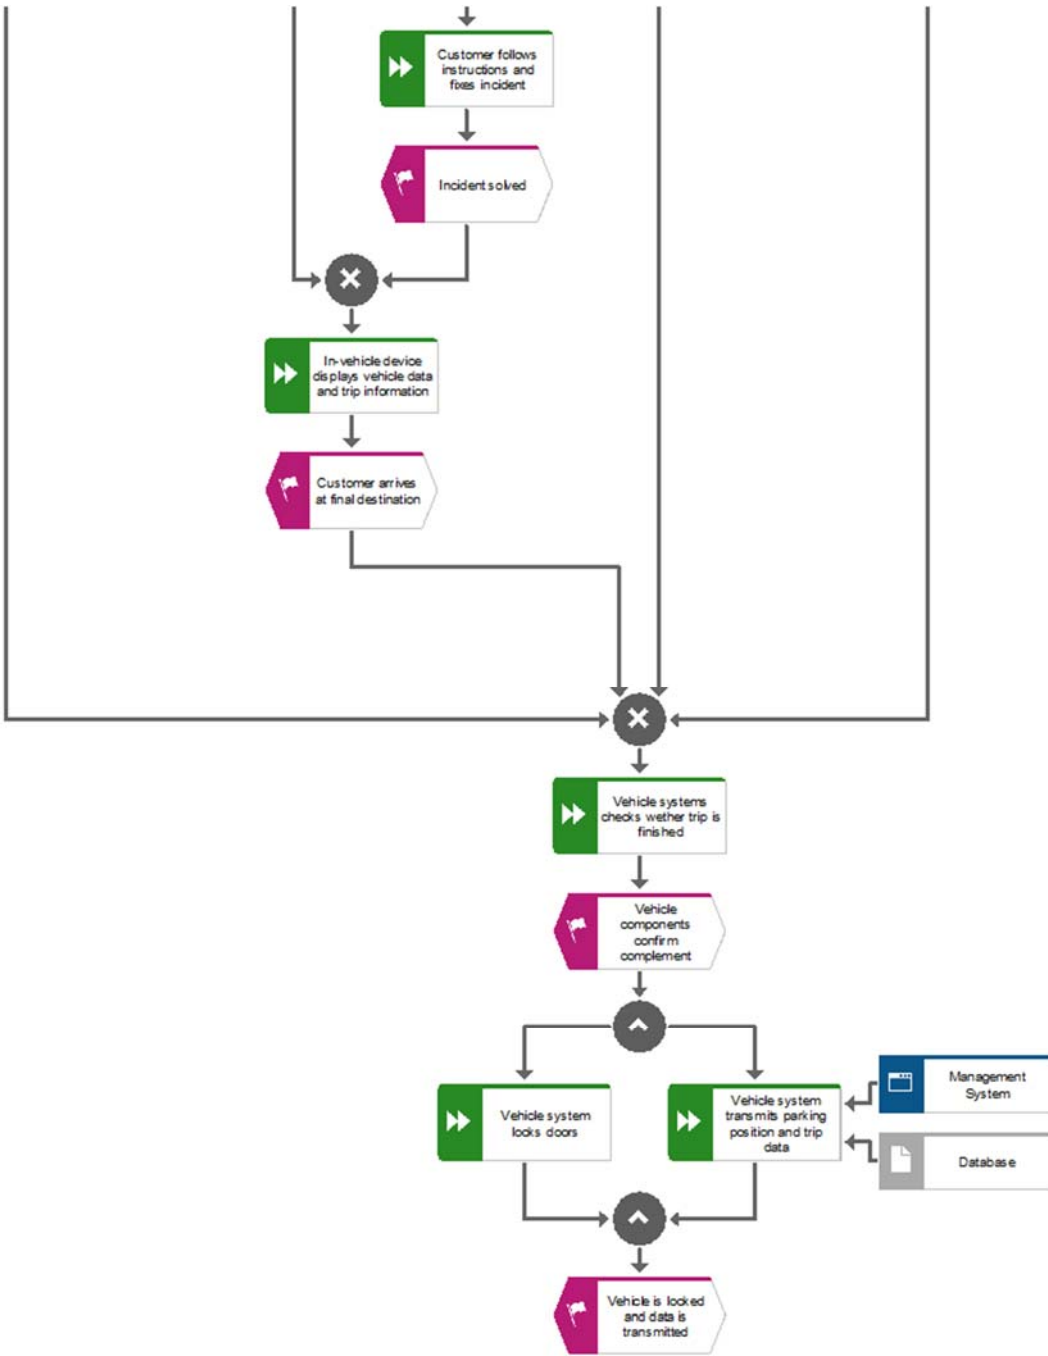 Customer follows
instructions and
fixes incident
Incident solved
In-vehicle device
displays vehicle data
and trip information
Customer arrives
at final destination
Vehicle systems
checks wether trip is
finished
Vehicle
components
confirm
complement
Vehicle system
locks doors
Vehicle system
transmits parking
position and trip
data
Management
System
Database
Vehicle is locked
and data is
transmitted